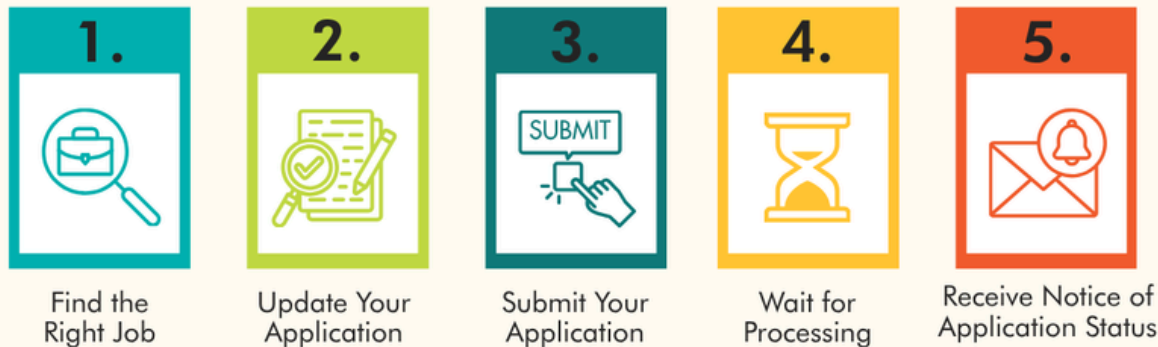 1.
Find the
Right Job
2.
Update Your
Application
3.
SUBMIT
Submit Your
Application
4.
Wait for
Processing
5.
Receive Notice of
Application Status